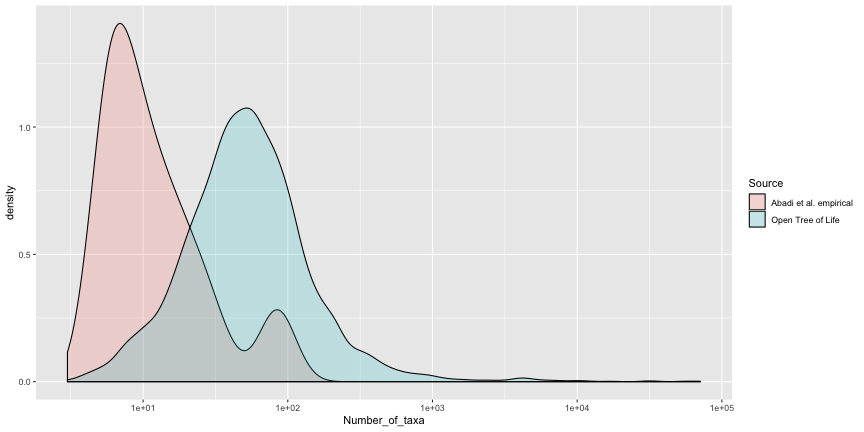 density
1.0
0.5
0.0
1e+01
1e+02
1e+03
1e+04
1e+05
Number_of_taxa
Source
Abadi et al. empirical
Open Tree of Life